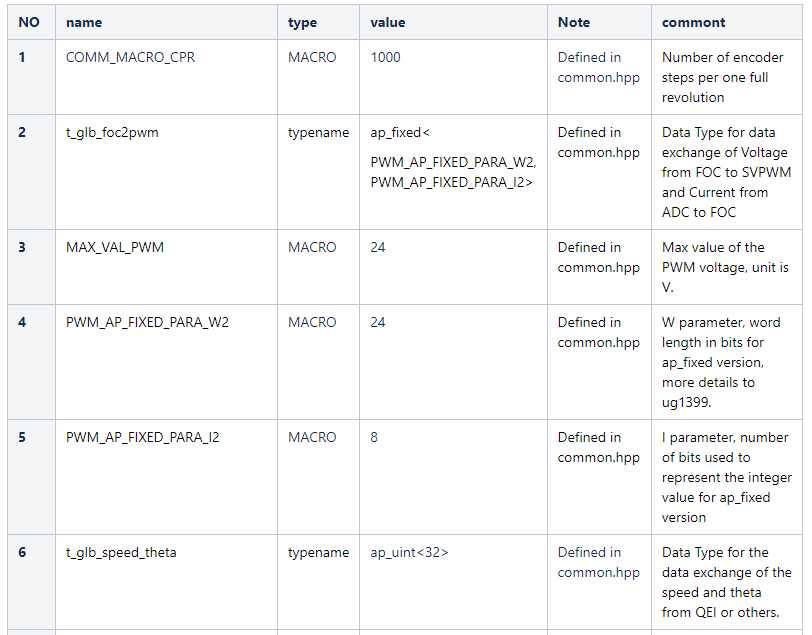 NO name type value Note commont
1 COMM_MACRO_CPR MACRO 1000 Defined in Number of encoder
common.hpp steps per one full
revolution
2 t_glb_foc2pwm typename ap_fixed< Defined in Data Type for data
common.hpp exchange of Voltage
PWM_AP_FIXED_PARA_W2, from FOC to SVPWM
PWM_AP_FIXED_PARA_I2> and Current from
ADC to FOC
3 MAX_VAL_PWM MACRO 24 Defined in Max value of the
common.hpp PWM voltage, unit is
V.
4 PWM_AP_FIXED_PARA_W2 MACRO 24 Defined in W parameter, word
common.hpp length in bits for
ap_fixed version,
more details to
ug1399.
5 PWM_AP_FIXED_PARA_I2 MACRO 8 Defined in I parameter, number
common.hpp of bits used to
represent the integer
value for ap_fixed
version
6 t_glb_speed_theta typename ap_uint<32> Defined in Data Type for the
common.hpp data exchange of the
speed and theta
from QEI or others.